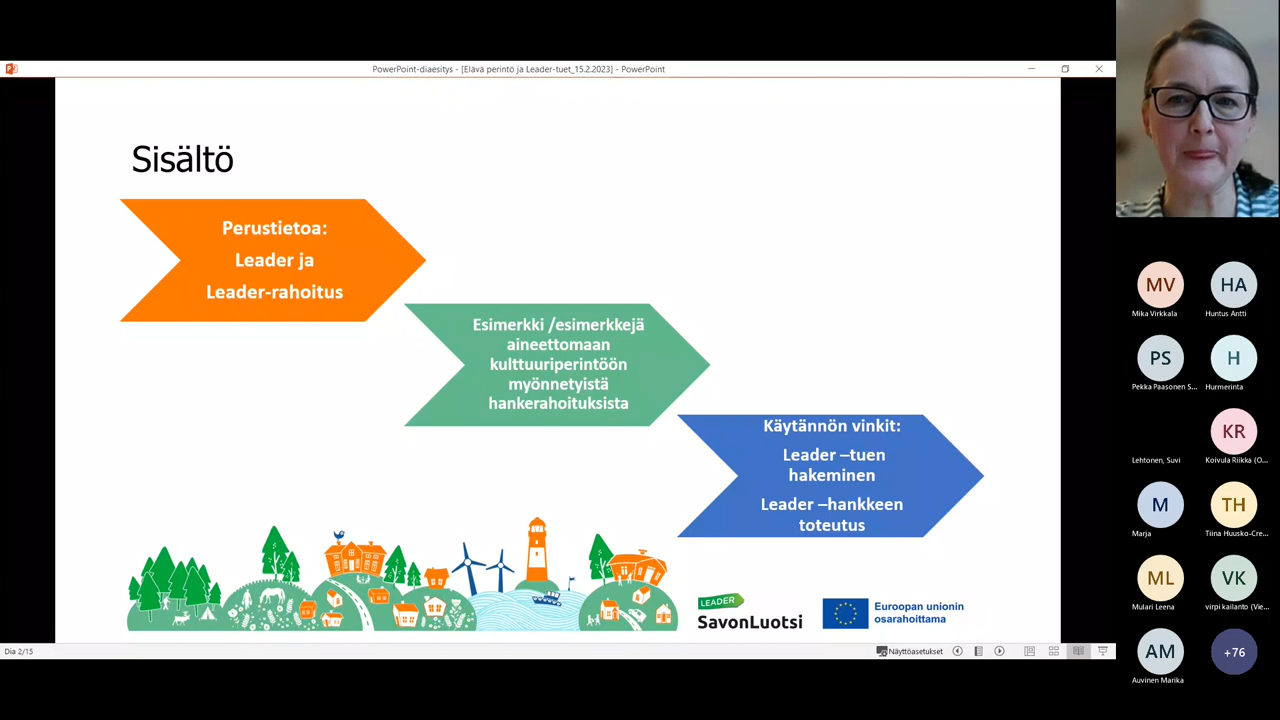 PowerPoint-diaesitys - [Elävä perintö ja Leader-tuet_15.2.2023] - PowerPoint
Sisältö
Perustietoa:
Leader ja
Leader-rahoitus
Esimerkki /esimerkkejä
aineettomaan
kulttuuriperintöön
myönnetyistä
hankerahoituksista
Käytännön vinkit:
Leader –tuen
hakeminen
Leader –hankkeen
toteutus
LEADER
SavonLuotsi
Euroopan unionin
osarahoittama
Dia 2/15
Näyttöasetukset
MV
Mika Virkkala
HA
Huntus Antti
PS
Pekka Paasonen S...
H
Hurmerinta
Lehtonen, Suvi
KR
Koivula Riikka (O...
M
Marja
TH
Tiina Huusko-Cre...
ML
Mulari Leena
VK
virpi kailanto (Vie...
AM
Auvinen Marika
+76